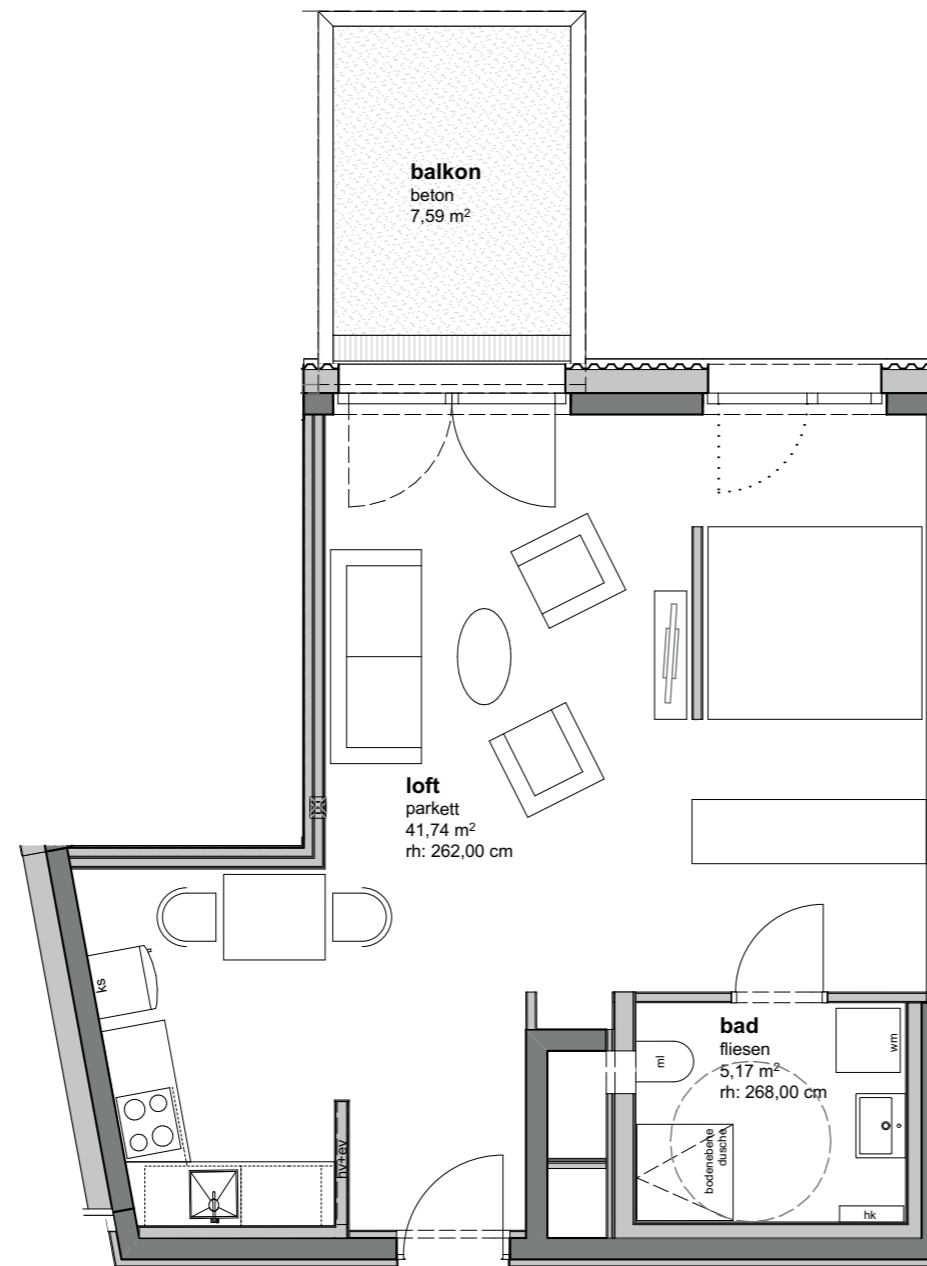 balkon
beton
7,59 m²
loft
parkett
41,74 m²
rh: 262,00 cm
ks
hv+ev
bad
fliesen
5,17 m²
rh: 268,00 cm
wm
ml
bodenebene
dusche
hk